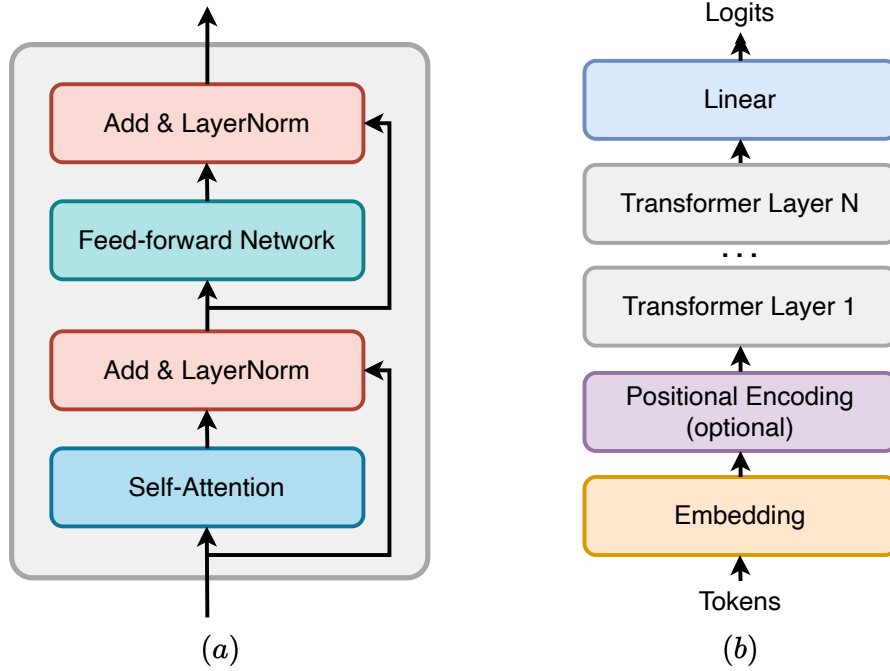 Add & LayerNorm
Feed-forward Network
Add & LayerNorm
Self-Attention
(a)
Logits
Linear
Transformer Layer N
...
Transformer Layer 1
Positional Encoding
(optional)
Embedding
Tokens
(b)